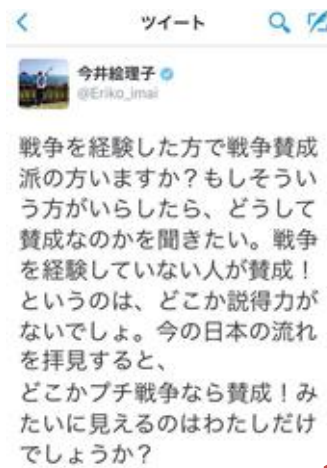 ツイート
今井絵理子
@Eriko_imai
戦争を経験した方で戦争賛成
派の方いますか？もしそうい
う方がいらしたら、どうして
賛成なのかを聞きたい。戦争
を経験していない人が賛成！
というのは、どこか説得力が
ないでしょ。今の日本の流れ
を拝見すると、
どこかプチ戦争なら賛成！み
たいに見えるのはわたしだけ
でしょうか？